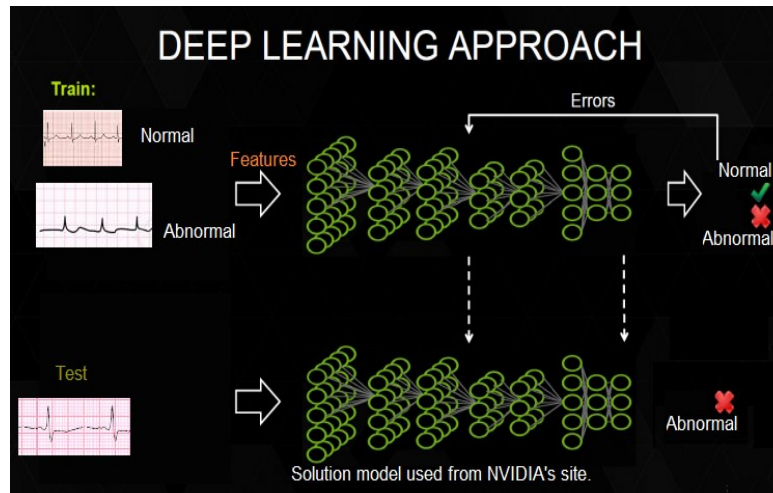 DEEP LEARNING APPROACH
Train:
Errors
Normal
Features
Normal
Abnormal
Abnormal
Test
Abnormal
Solution model used from NVIDIA's site.